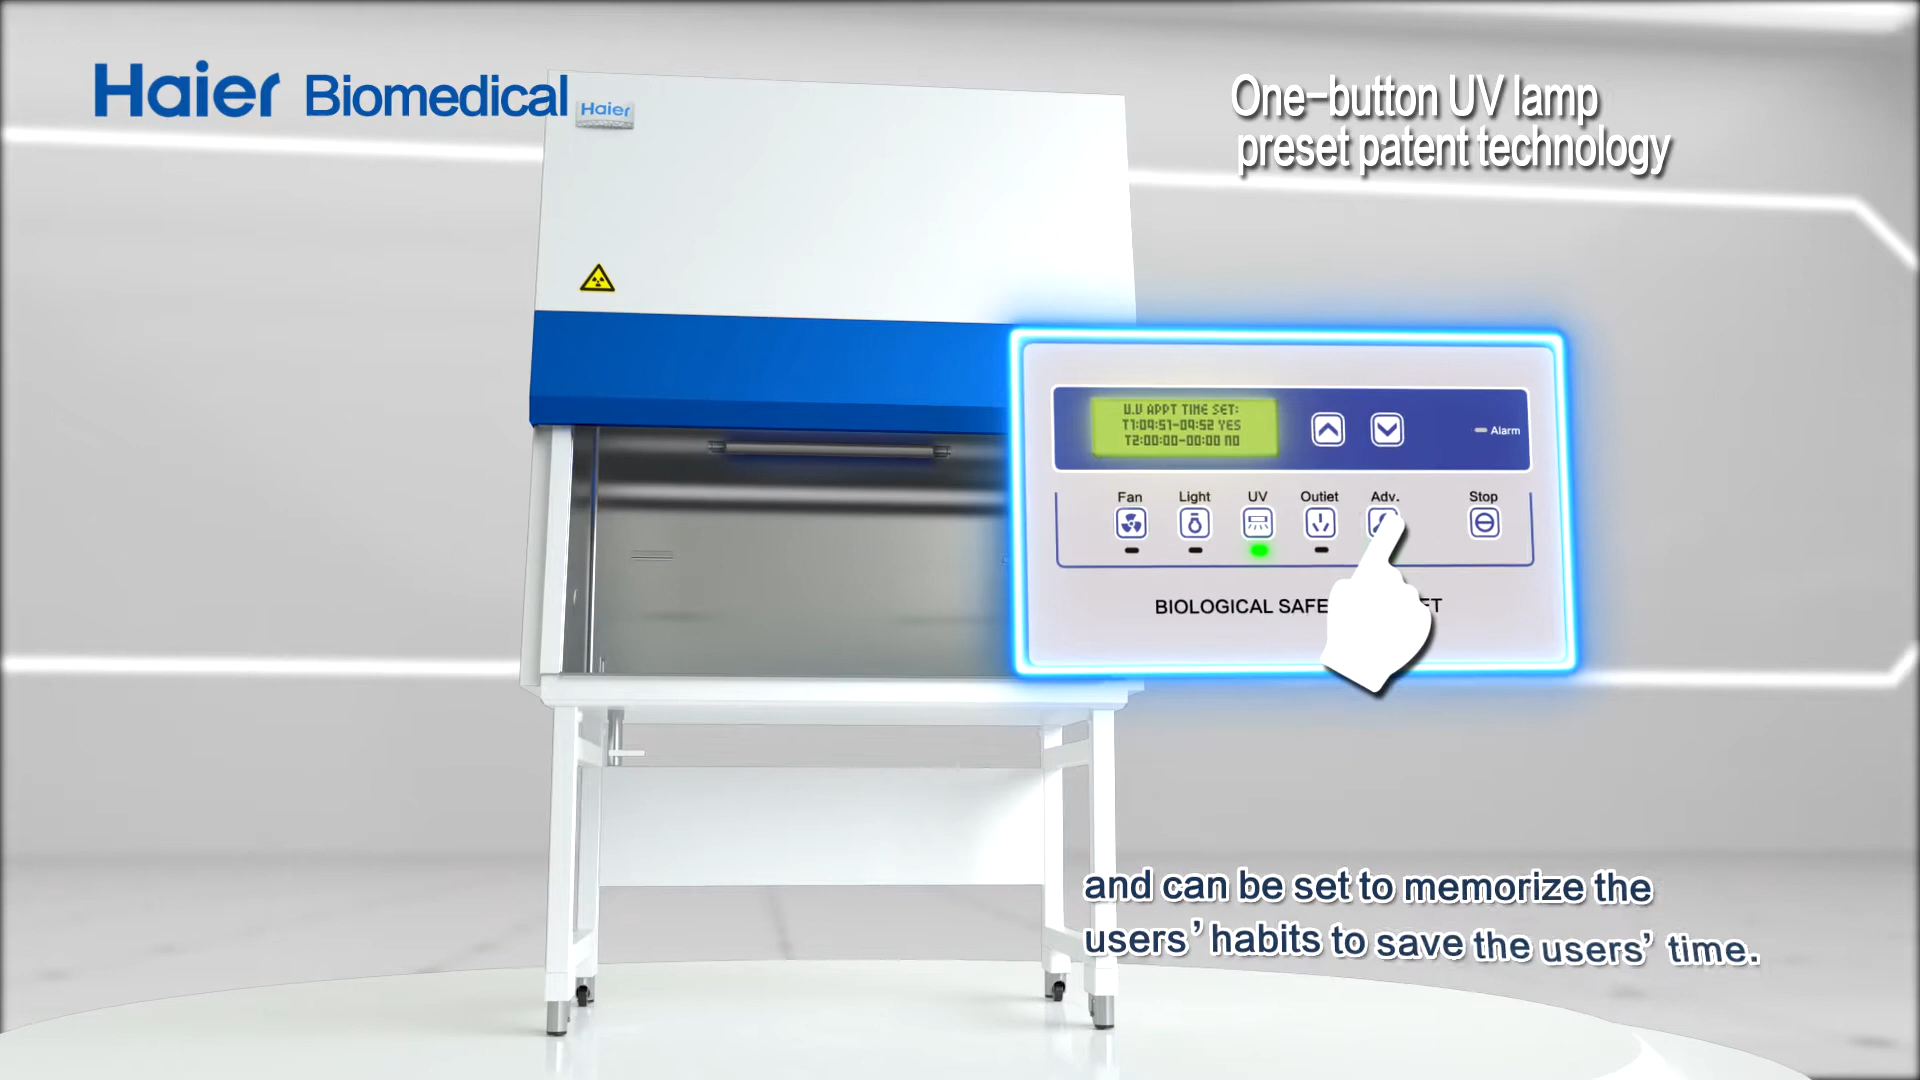 Haier Biomedical
Haier
One-button UV lamp
preset patent technology
U.V APPT TIME SET:
T1:09:51-09:52 YES
T2:00:00-00:00 NO
Alarm
Fan Light UV Outlet Adv. Stop
BIOLOGICAL SAFE ET
and can be set to memorize the
users' habits to save the users' time.